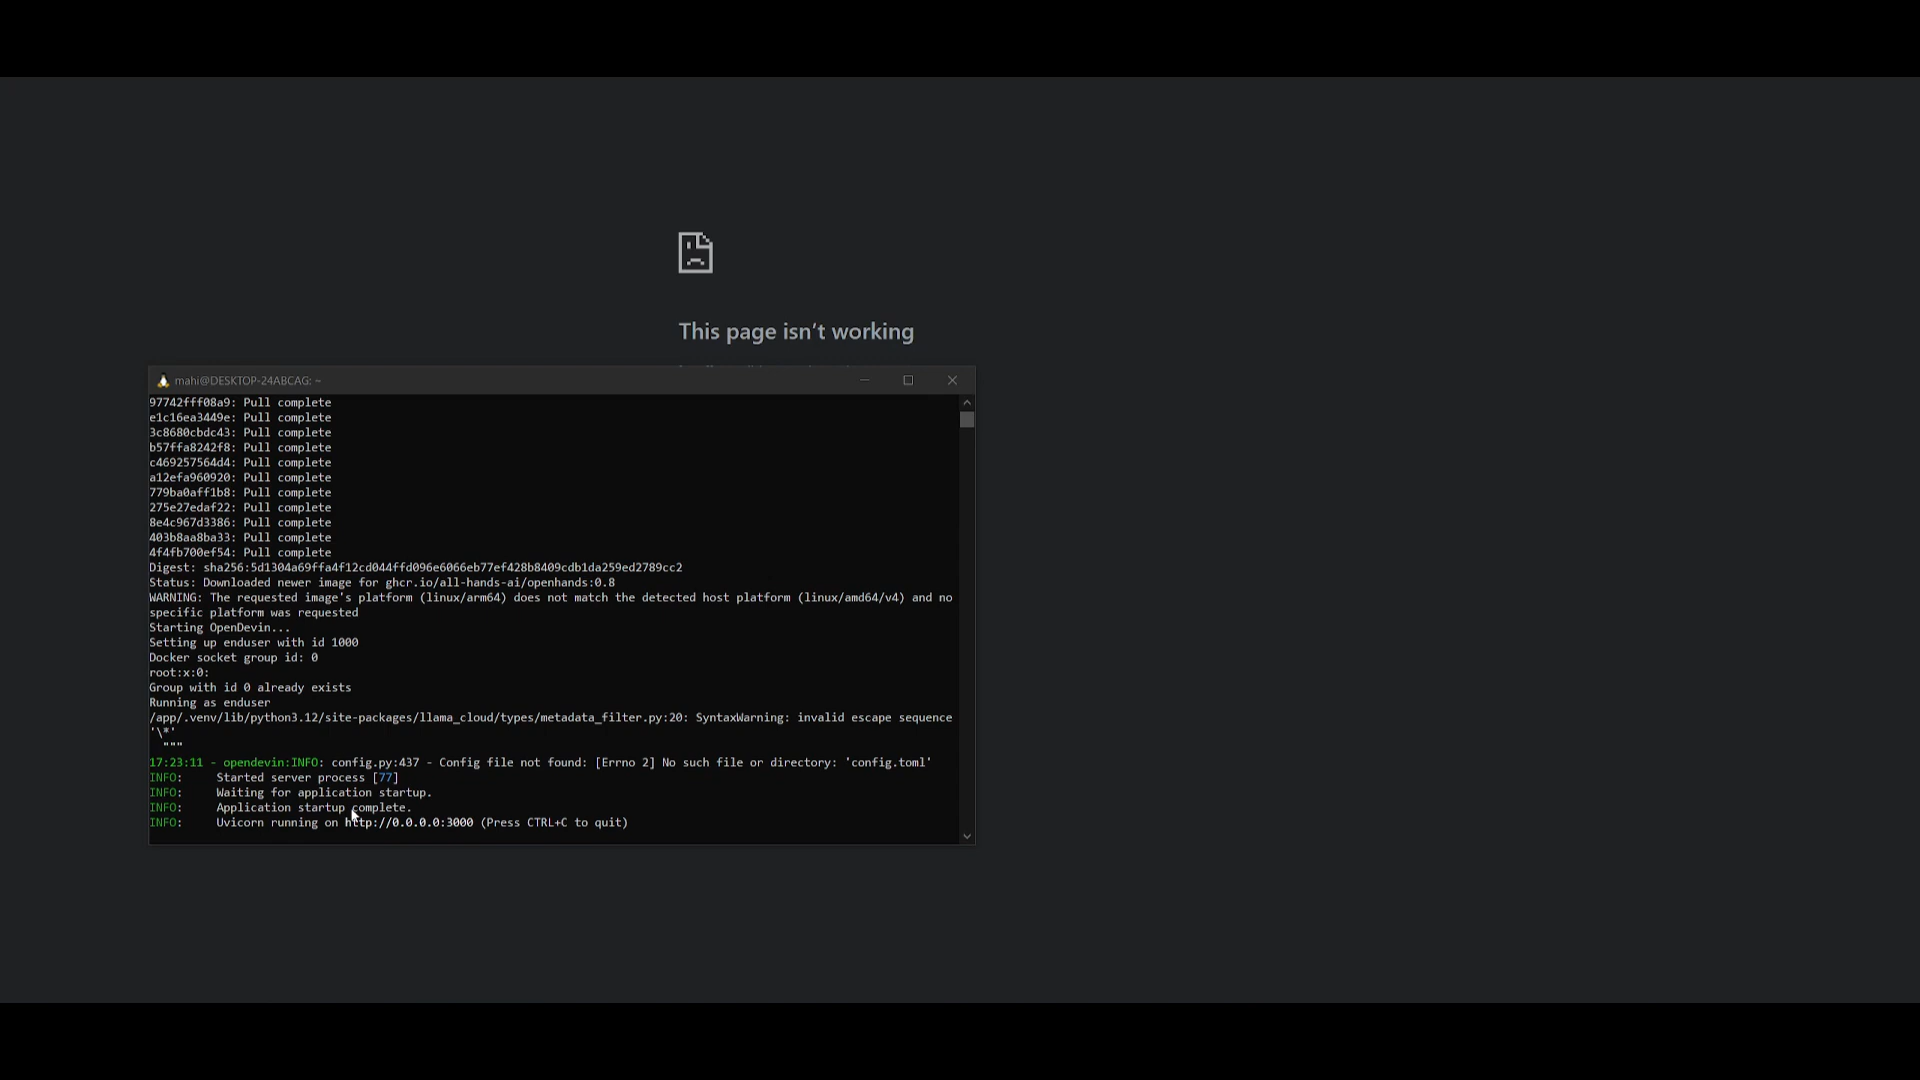 This page isn't working
mahi@DESKTOP-24ABCAG: ~
97742fff08a9: Pull complete
e1c16ea3449e: Pull complete
3c8680cbdc43: Pull complete
b57ffa8242f8: Pull complete
c469257564d4: Pull complete
a12efa960920: Pull complete
779ba0aff1b8: Pull complete
275e27edaf22: Pull complete
8e4c967d3386: Pull complete
403b8aa8ba33: Pull complete
4f4fb700ef54: Pull complete
Digest: sha256:5d1304a69ffa4f12cd044ffd096e6066eb77ef428b8409cdb1da259ed2789cc2
Status: Downloaded newer image for ghcr.io/all-hands-ai/openhands:0.8
WARNING: The requested image's platform (linux/arm64) does not match the detected host platform (linux/amd64/v4) and no
specific platform was requested
Starting OpenDevin...
Setting up enduser with id 1000
Docker socket group id: 0
root:x:0:
Group with id 0 already exists
Running as enduser
/app/.venv/lib/python3.12/site-packages/llama_cloud/types/metadata_filter.py:20: SyntaxWarning: invalid escape sequence
'\*'
"""
17:23:11 - opendevin:INFO: config.py:437 - Config file not found: [Errno 2] No such file or directory: 'config.toml'
INFO: Started server process [77]
INFO: Waiting for application startup.
INFO: Application startup complete.
INFO: Uvicorn running on http://0.0.0.0:3000 (Press CTRL+C to quit)